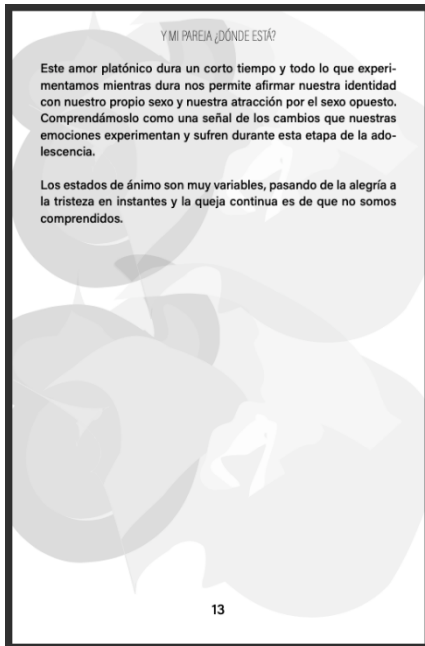 Y MI PAREJA ¿DÓNDE ESTÁ?
Este amor platónico dura un corto tiempo y todo lo que experi-
mentamos mientras dura nos permite afirmar nuestra identidad
con nuestro propio sexo y nuestra atracción por el sexo opuesto.
Comprendámoslo como una señal de los cambios que nuestras
emociones experimentan y sufren durante esta etapa de la ado-
lescencia.
Los estados de ánimo son muy variables, pasando de la alegría a
la tristeza en instantes y la queja continua es de que no somos
comprendidos.
13